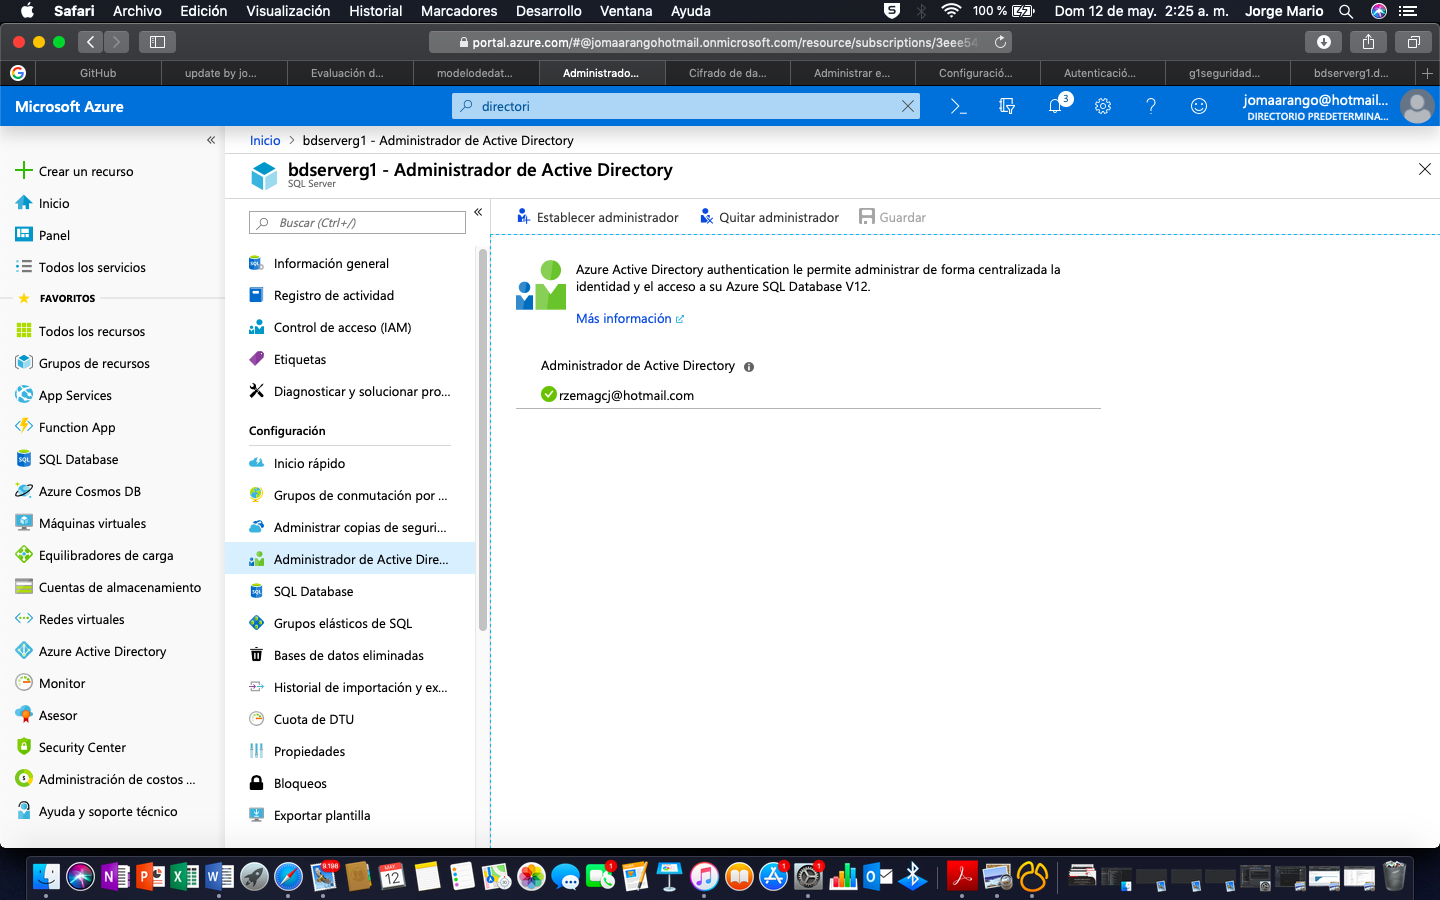 Safari Archivo Edición Visualización Historial Marcadores Desarrollo Ventana Ayuda
S 100 % Dom 12 de may. 2:25 a. m. Jorge Mario
portal.azure.com/#@jomaarangohotmail.onmicrosoft.com/resource/subscriptions/3eee54
G GitHub update by jo... Evaluación d... modelodedat... Administrado... Cifrado de da... Administrar e... Configuració... Autenticació... g1seguridad... bdserverg1.d...
Microsoft Azure
directori
3
jomaarango@hotmail...
DIRECTORIO PREDETERMINA...
Inicio > bdserverg1 - Administrador de Active Directory
bdserverg1 - Administrador de Active Directory
SQL Server
Crear un recurso
Inicio
Panel
Todos los servicios
FAVORITOS
Todos los recursos
Grupos de recursos
App Services
Function App
SQL Database
Azure Cosmos DB
Máquinas virtuales
Equilibradores de carga
Cuentas de almacenamiento
Redes virtuales
Azure Active Directory
Monitor
Asesor
Security Center
Administración de costos ...
Ayuda y soporte técnico
Buscar (Ctrl+/)
Información general
Registro de actividad
Control de acceso (IAM)
Etiquetas
Diagnosticar y solucionar pro...
Configuración
Inicio rápido
Grupos de conmutación por ...
Administrar copias de seguri...
Administrador de Active Dire...
SQL Database
Grupos elásticos de SQL
Bases de datos eliminadas
Historial de importación y ex...
Cuota de DTU
Propiedades
Bloqueos
Exportar plantilla
Establecer administrador Quitar administrador Guardar
Azure Active Directory authentication le permite administrar de forma centralizada la
identidad y el acceso a su Azure SQL Database V12.
Más información
Administrador de Active Directory
rzemagcj@hotmail.com
9.198
MAY
12
1
1
1